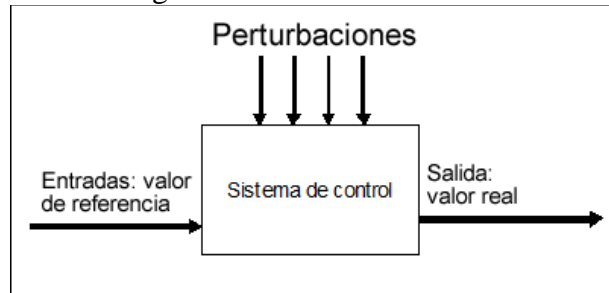 Perturbaciones
Entradas: valor
de referencia
Sistema de control
Salida:
valor real